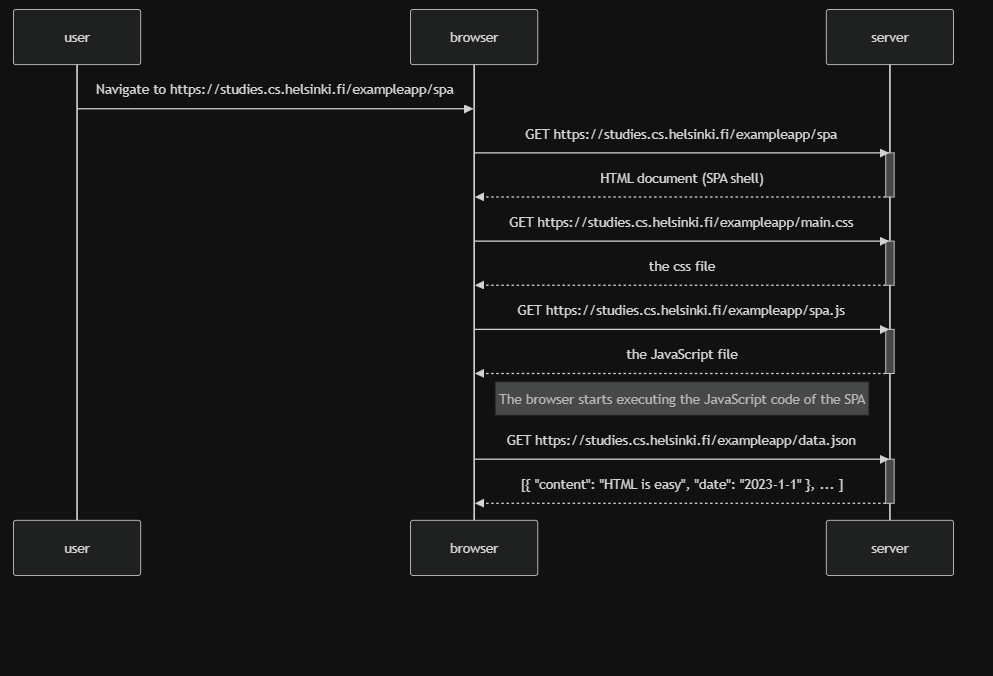 user browser server
Navigate to https://studies.cs.helsinki.fi/exampleapp/spa
GET https://studies.cs.helsinki.fi/exampleapp/spa
HTML document (SPA shell)
GET https://studies.cs.helsinki.fi/exampleapp/main.css
the css file
GET https://studies.cs.helsinki.fi/exampleapp/spa.js
the JavaScript file
The browser starts executing the JavaScript code of the SPA
GET https://studies.cs.helsinki.fi/exampleapp/data.json
[{ "content": "HTML is easy", "date": "2023-1-1" }, ... ]
user browser server